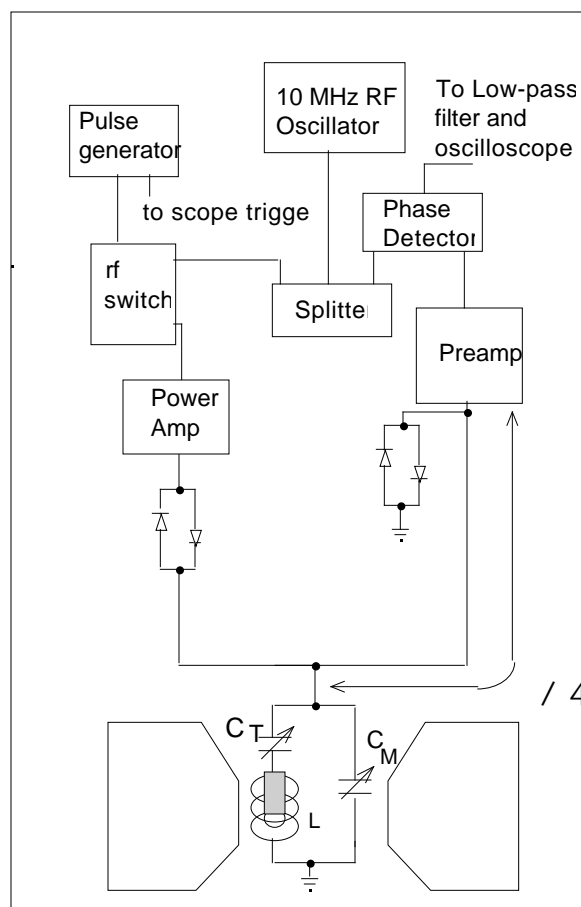 10 MHz RF
Oscillator
To Low-pass
filter and
oscilloscope
Pulse
generator
to scope trigge
Phase
Detector
rf
switch
Splitte
Preamp
Power
Amp
/ 4
C T
C M
L